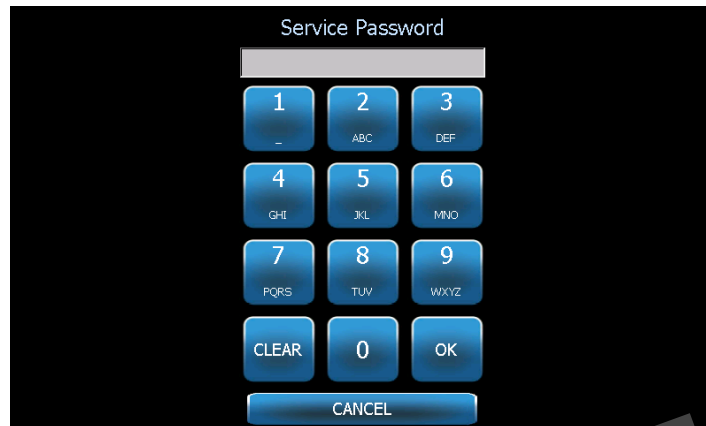 Service Password
1 2 3
_ ABC DEF
4 5 6
GHI JKL MNO
7 8 9
PQRS TUV WXYZ
CLEAR 0 OK
CANCEL